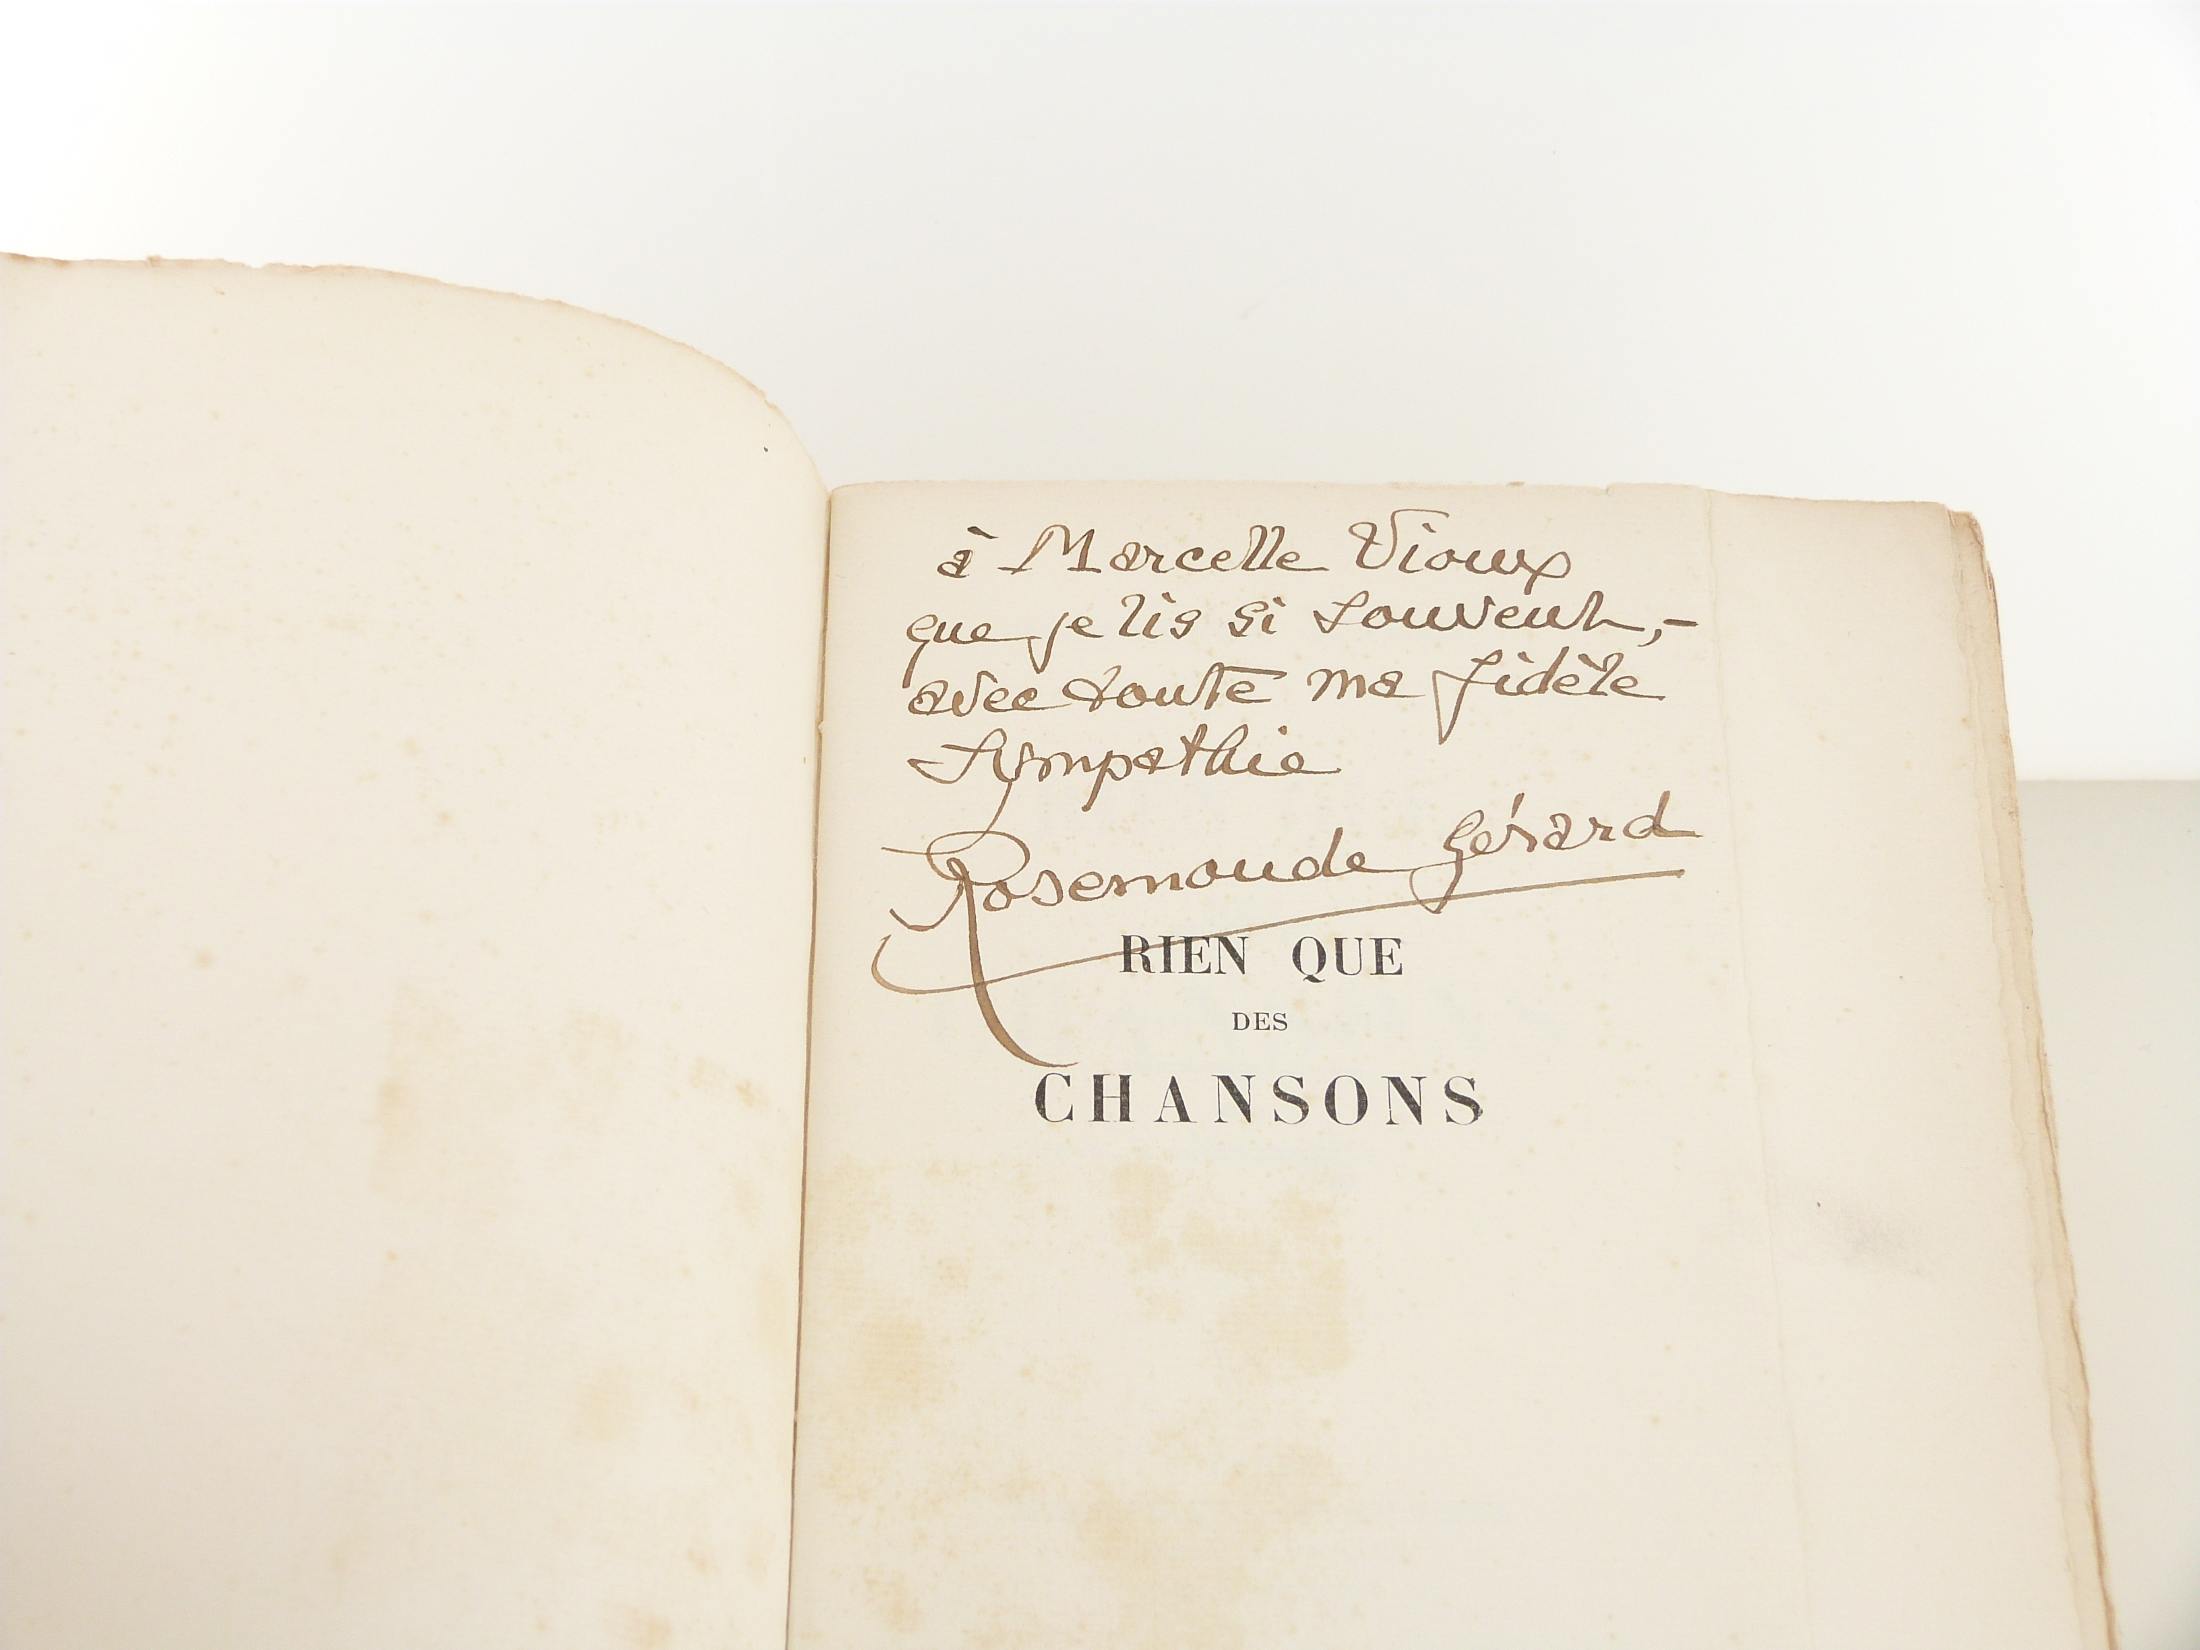 à Marcelle Vioux
que je lis si souvent,-
avec toute ma fidèle
sympathie
Rosemonde Gérard
RIEN QUE
DES
CHANSONS